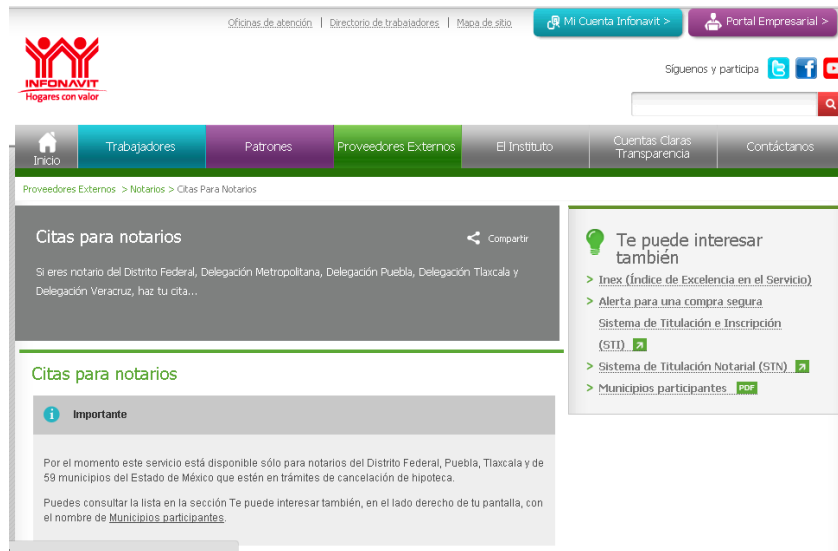 Oficinas de atención | Directorio de trabajadores | Mapa de sitio
Mi Cuenta Infonavit >
Portal Empresarial >
INFONAVIT
Hogares con valor
Síguenos y participa
Inicio
Trabajadores
Patrones
Proveedores Externos
El Instituto
Cuentas Claras
Transparencia
Contáctanos
Proveedores Externos > Notarios > Citas Para Notarios
Citas para notarios
Compartir
Si eres notario del Distrito Federal, Delegación Metropolitana, Delegación Puebla, Delegación Tlaxcala y
Delegación Veracruz, haz tu cita...
Te puede interesar
también
> Inex (Índice de Excelencia en el Servicio)
> Alerta para una compra segura
Sistema de Titulación e Inscripción
(STI)
> Sistema de Titulación Notarial (STN)
> Municipios participantes PDF
Citas para notarios
Importante
Por el momento este servicio está disponible sólo para notarios del Distrito Federal, Puebla, Tlaxcala y de
59 municipios del Estado de México que estén en trámites de cancelación de hipoteca.
Puedes consultar la lista en la sección Te puede interesar también, en el lado derecho de tu pantalla, con
el nombre de Municipios participantes.